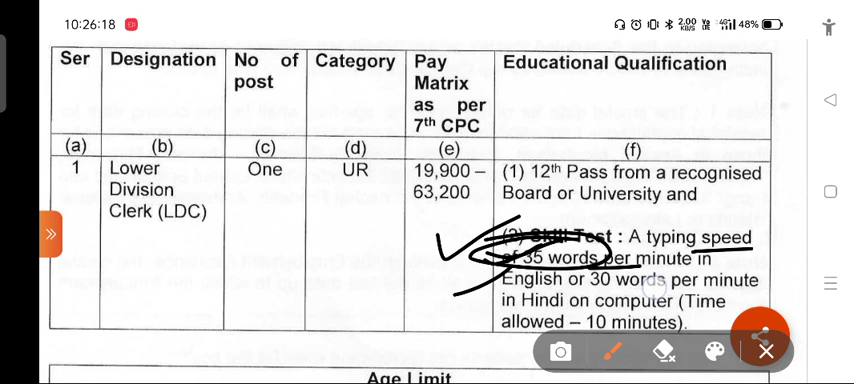 10:26:18 2.00 KB/S 48%
Ser Designation No of Category Pay Educational Qualification
post Matrix
as per
7th CPC
(a) (b) (c) (d) (e) (f)
1 Lower One UR 19,900 – (1) 12th Pass from a recognised
Division 63,200 Board or University and
Clerk (LDC)
(2) Skill Test : A typing speed
of 35 words per minute in
English or 30 words per minute
in Hindi on computer (Time
allowed – 10 minutes).
Age Limit